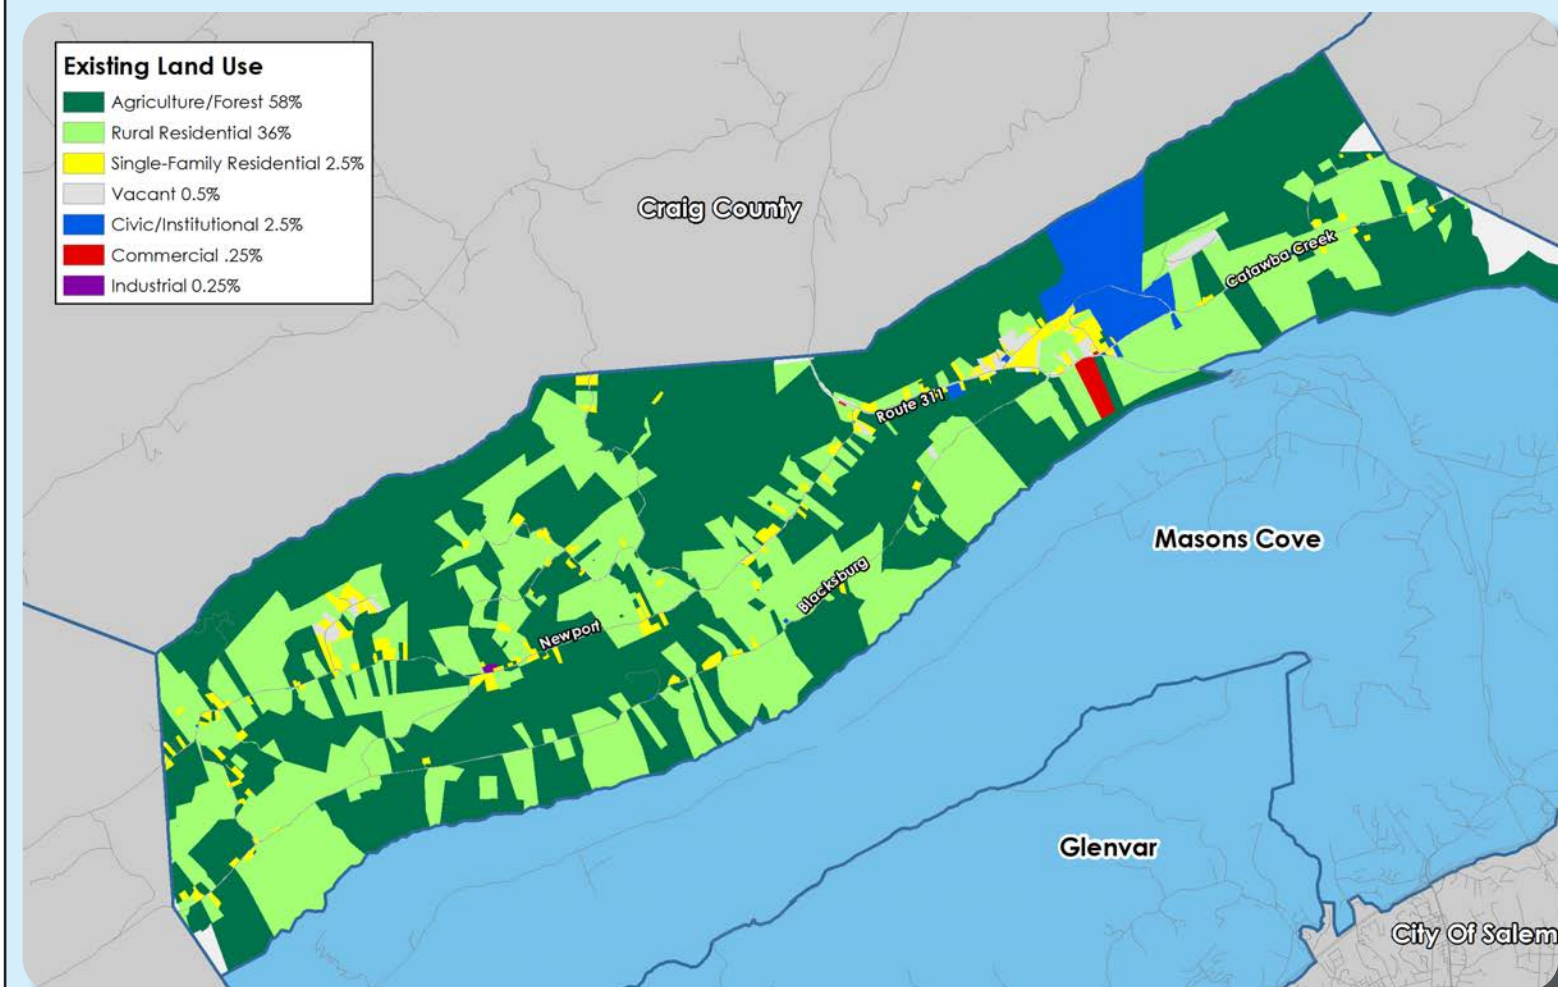 Existing Land Use
Agriculture/Forest 58%
Rural Residential 36%
Single-Family Residential 2.5%
Vacant 0.5%
Civic/Institutional 2.5%
Commercial .25%
Industrial 0.25%
Craig County
Catawba Creek
Route 311
Masons Cove
Blacksburg
Newport
Glenvar
City Of Salem